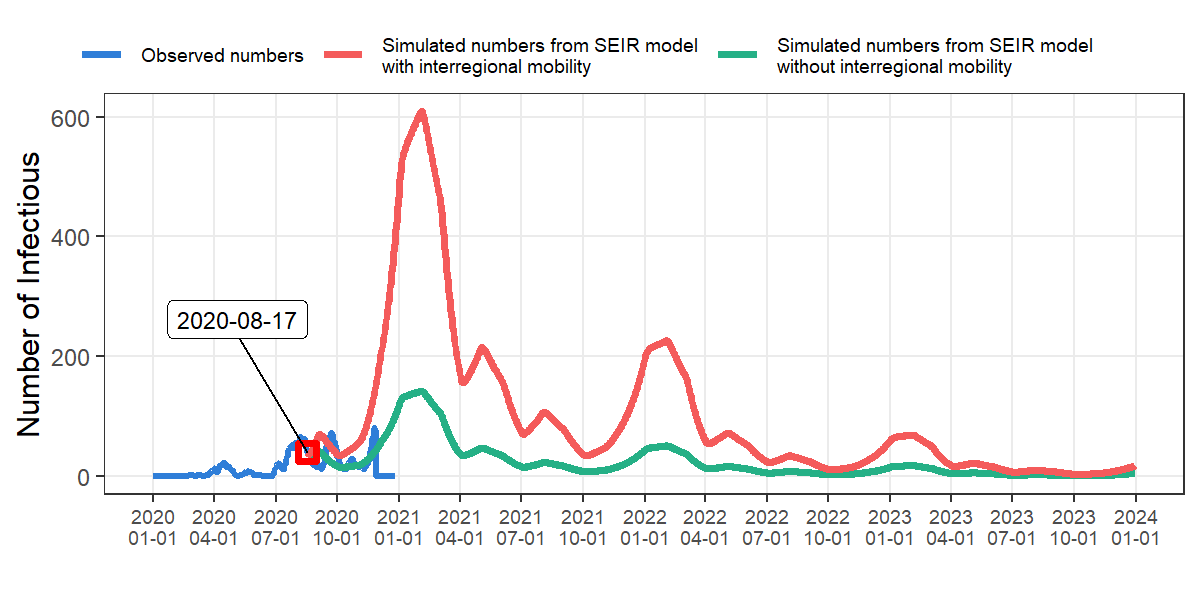 Observed numbers
Simulated numbers from SEIR model
with interregional mobility
Simulated numbers from SEIR model
without interregional mobility
Number of Infectious
600
400
200
0
2020-08-17
2020 2020 2020 2020 2021 2021 2021 2021 2022 2022 2022 2022 2023 2023 2023 2023 2024
01-01 04-01 07-01 10-01 01-01 04-01 07-01 10-01 01-01 04-01 07-01 10-01 01-01 04-01 07-01 10-01 01-01